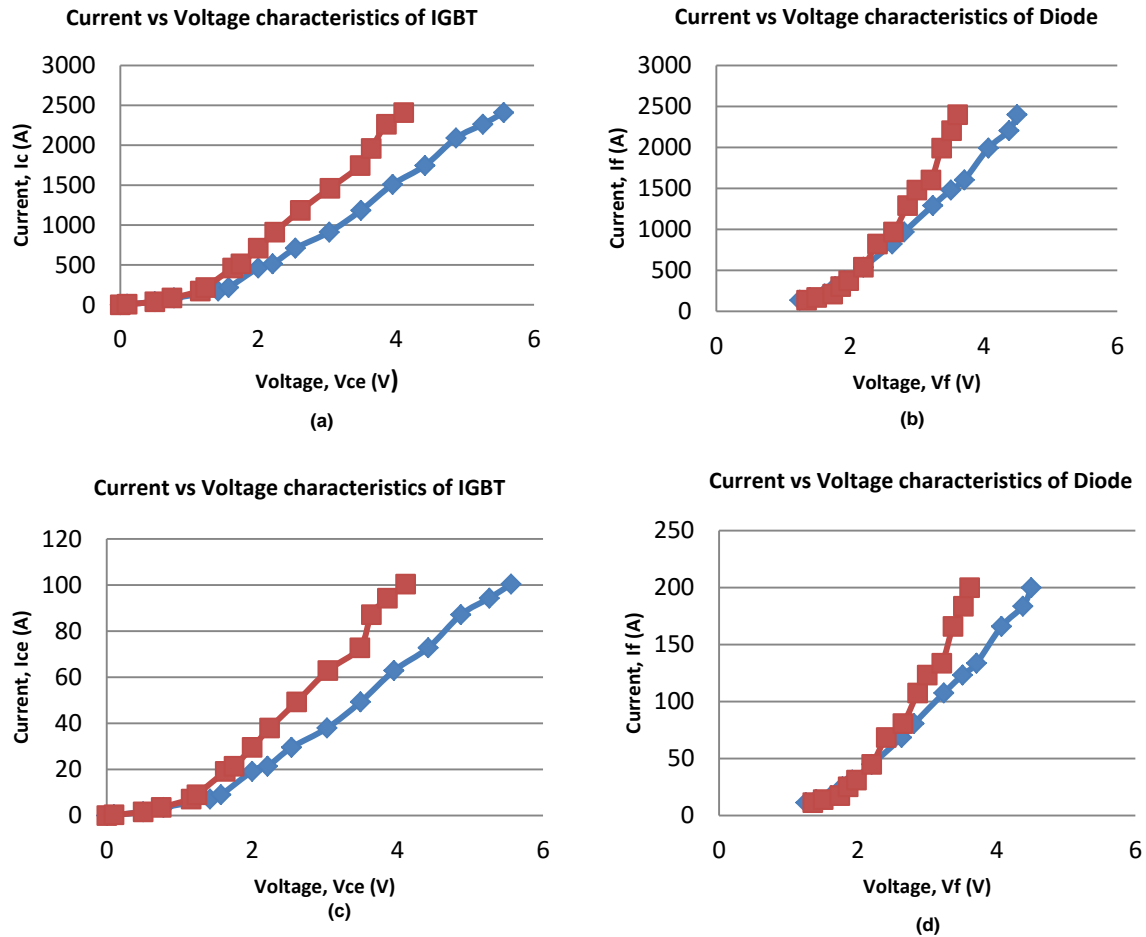 Current vs Voltage characteristics of IGBT
3000
2500
2000
1500
1000
500
0
Current, Ic (A)
0 2 4 6
Voltage, Vce (V)
(a)
Current vs Voltage characteristics of Diode
3000
2500
2000
1500
1000
500
0
Current, If (A)
0 2 4 6
Voltage, Vf (V)
(b)
Current vs Voltage characteristics of IGBT
120
100
80
60
40
20
0
Current, Ice (A)
0 2 4 6
Voltage, Vce (V)
(c)
Current vs Voltage characteristics of Diode
250
200
150
100
50
0
Current, If (A)
0 2 4 6
Voltage, Vf (V)
(d)